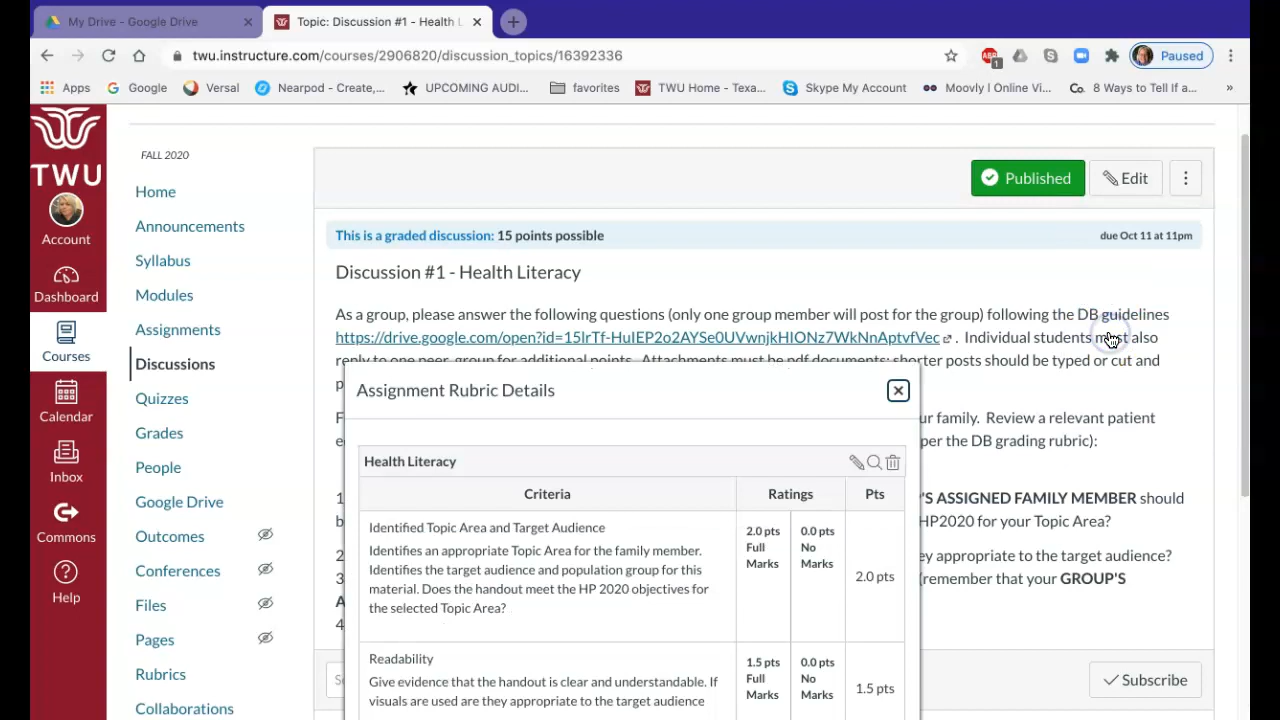 My Drive - Google Drive
Topic: Discussion #1 - Health L
twu.instructure.com/courses/2906820/discussion_topics/16392336
1
Paused
Apps
Google
Versal
Nearpod - Create,...
UPCOMING AUDI...
favorites
TWU Home - Texa...
Skype My Account
Moovly I Online Vi...
Co. 8 Ways to Tell If a...
»
TWU
Account
Dashboard
Courses
Calendar
Inbox
Commons
Help
FALL 2020
Home
Announcements
Syllabus
Modules
Assignments
Discussions
Quizzes
Grades
People
Google Drive
Outcomes
Conferences
Files
Pages
Rubrics
Collaborations
Published
Edit
This is a graded discussion: 15 points possible
due Oct 11 at 11pm
Discussion #1 - Health Literacy
As a group, please answer the following questions (only one group member will post for the group) following the DB guidelines
https://drive.google.com/open?id=15lrTf-HuIEP2o2AYSe0UVwnjkHIONz7WkNnAptvfVec . Individual students must also
reply to one peer group for additional points. Attachments must be pdf documents; shorter posts should be typed or cut and
p
F
ur family. Review a relevant patient
e
per the DB grading rubric):
1
'S ASSIGNED FAMILY MEMBER should
b
HP2020 for your Topic Area?
2
ey appropriate to the target audience?
3
(remember that your GROUP'S
A
4
Subscribe
Assignment Rubric Details
Health Literacy
Criteria
Ratings
Pts
Identified Topic Area and Target Audience
Identifies an appropriate Topic Area for the family member.
Identifies the target audience and population group for this
material. Does the handout meet the HP 2020 objectives for
the selected Topic Area?
2.0 pts
Full
Marks
0.0 pts
No
Marks
2.0 pts
Readability
Give evidence that the handout is clear and understandable. If
visuals are used are they appropriate to the target audience
1.5 pts
Full
Marks
0.0 pts
No
Marks
1.5 pts